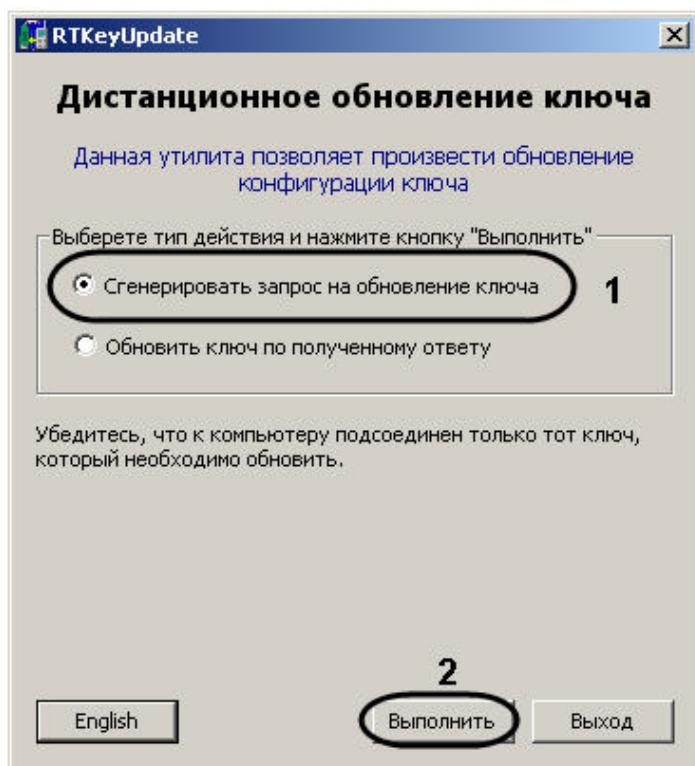 RTKeyUpdate
Дистанционное обновление ключа
Данная утилита позволяет произвести обновление
конфигурации ключа
Выберете тип действия и нажмите кнопку "Выполнить"
Сгенерировать запрос на обновление ключа
1
Обновить ключ по полученному ответу
Убедитесь, что к компьютеру подсоединен только тот ключ,
который необходимо обновить.
2
English
Выполнить
Выход